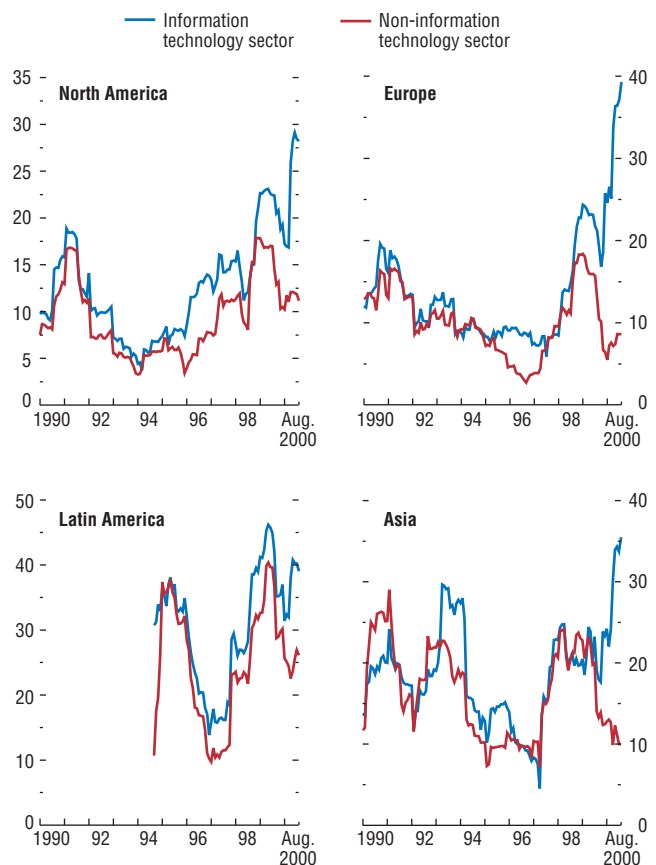 Information technology sector
Non-information technology sector
North America
35
30
25
20
15
10
5
0
1990 92 94 96 98 Aug. 2000
Europe
40
30
20
10
0
1990 92 94 96 98 Aug. 2000
Latin America
50
40
30
20
10
0
1990 92 94 96 98 Aug. 2000
Asia
40
30
20
10
0
1990 92 94 96 98 Aug. 2000